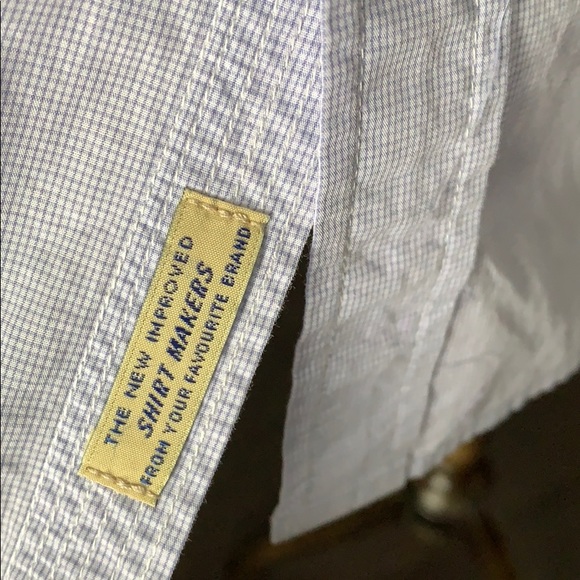 THE NEW IMPROVED
SHIRT MAKERS
FROM YOUR FAVOURITE BRAND